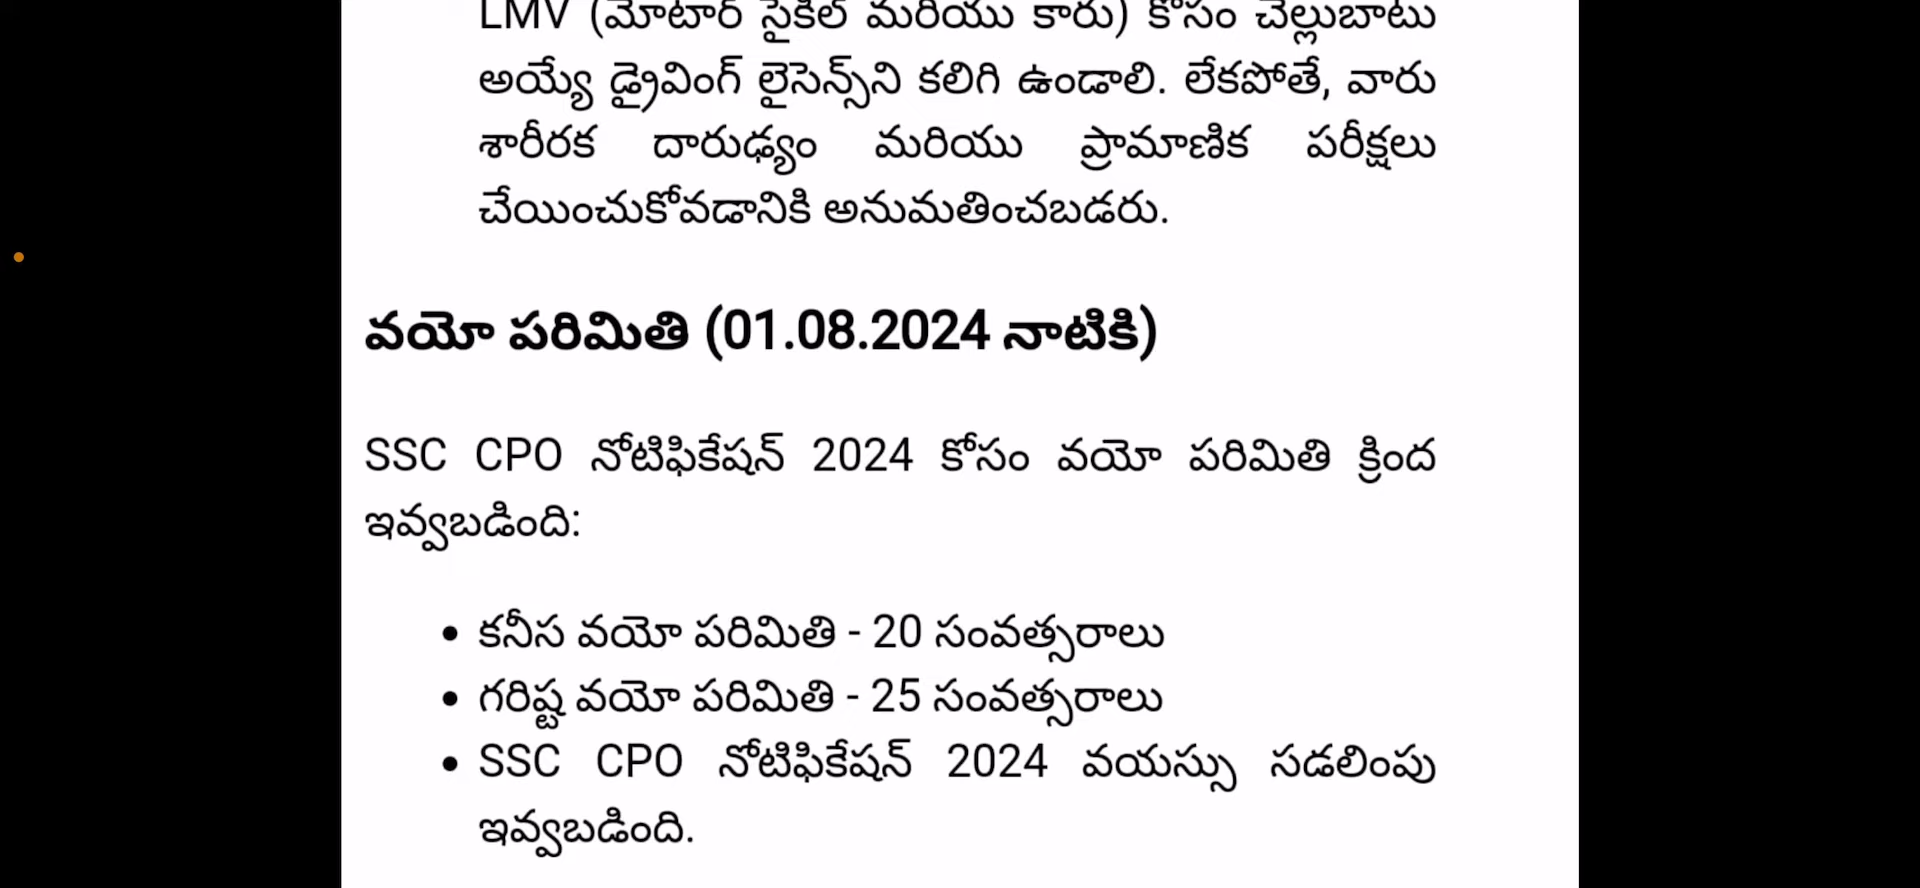 LMV (మోటార్ సైకిల్ మరియు కారు) కోసం చెల్లుబాటు
అయ్యే డ్రైవింగ్ లైసెన్స్‌ని కలిగి ఉండాలి. లేకపోతే, వారు
శారీరక దారుఢ్యం మరియు ప్రామాణిక పరీక్షలు
చేయించుకోవడానికి అనుమతించబడరు.
వయో పరిమితి (01.08.2024 నాటికి)
SSC CPO నోటిఫికేషన్ 2024 కోసం వయో పరిమితి క్రింద
ఇవ్వబడింది:
• కనీస వయో పరిమితి - 20 సంవత్సరాలు
• గరిష్ట వయో పరిమితి - 25 సంవత్సరాలు
• SSC CPO నోటిఫికేషన్ 2024 వయస్సు సడలింపు
ఇవ్వబడింది.